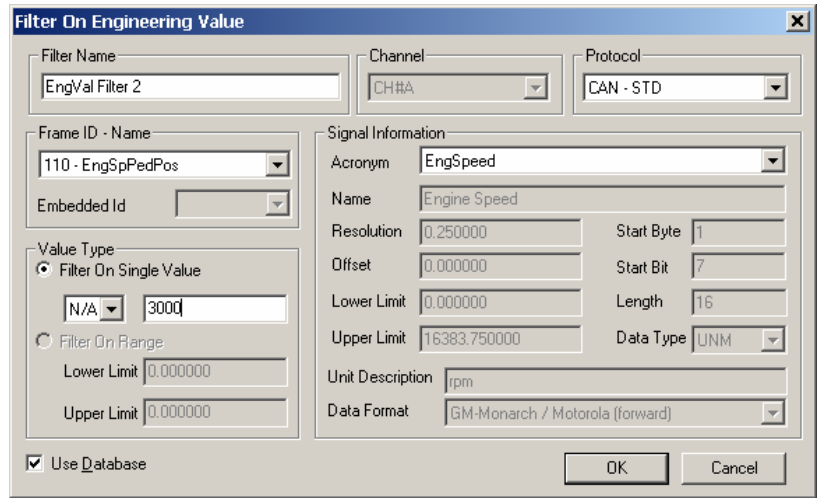 Filter On Engineering Value
Filter Name
EngVal Filter 2
Channel
CH#A
Protocol
CAN - STD
Frame ID - Name
110 - EngSpPedPos
Embedded Id
Value Type
Filter On Single Value
N/A 3000
Filter On Range
Lower Limit 0.000000
Upper Limit 0.000000
Use Database
Signal Information
Acronym EngSpeed
Name Engine Speed
Resolution 0.250000 Start Byte 1
Offset 0.000000 Start Bit 7
Lower Limit 0.000000 Length 16
Upper Limit 16383.750000 Data Type UNM
Unit Description rpm
Data Format GM-Monarch / Motorola (forward)
OK Cancel